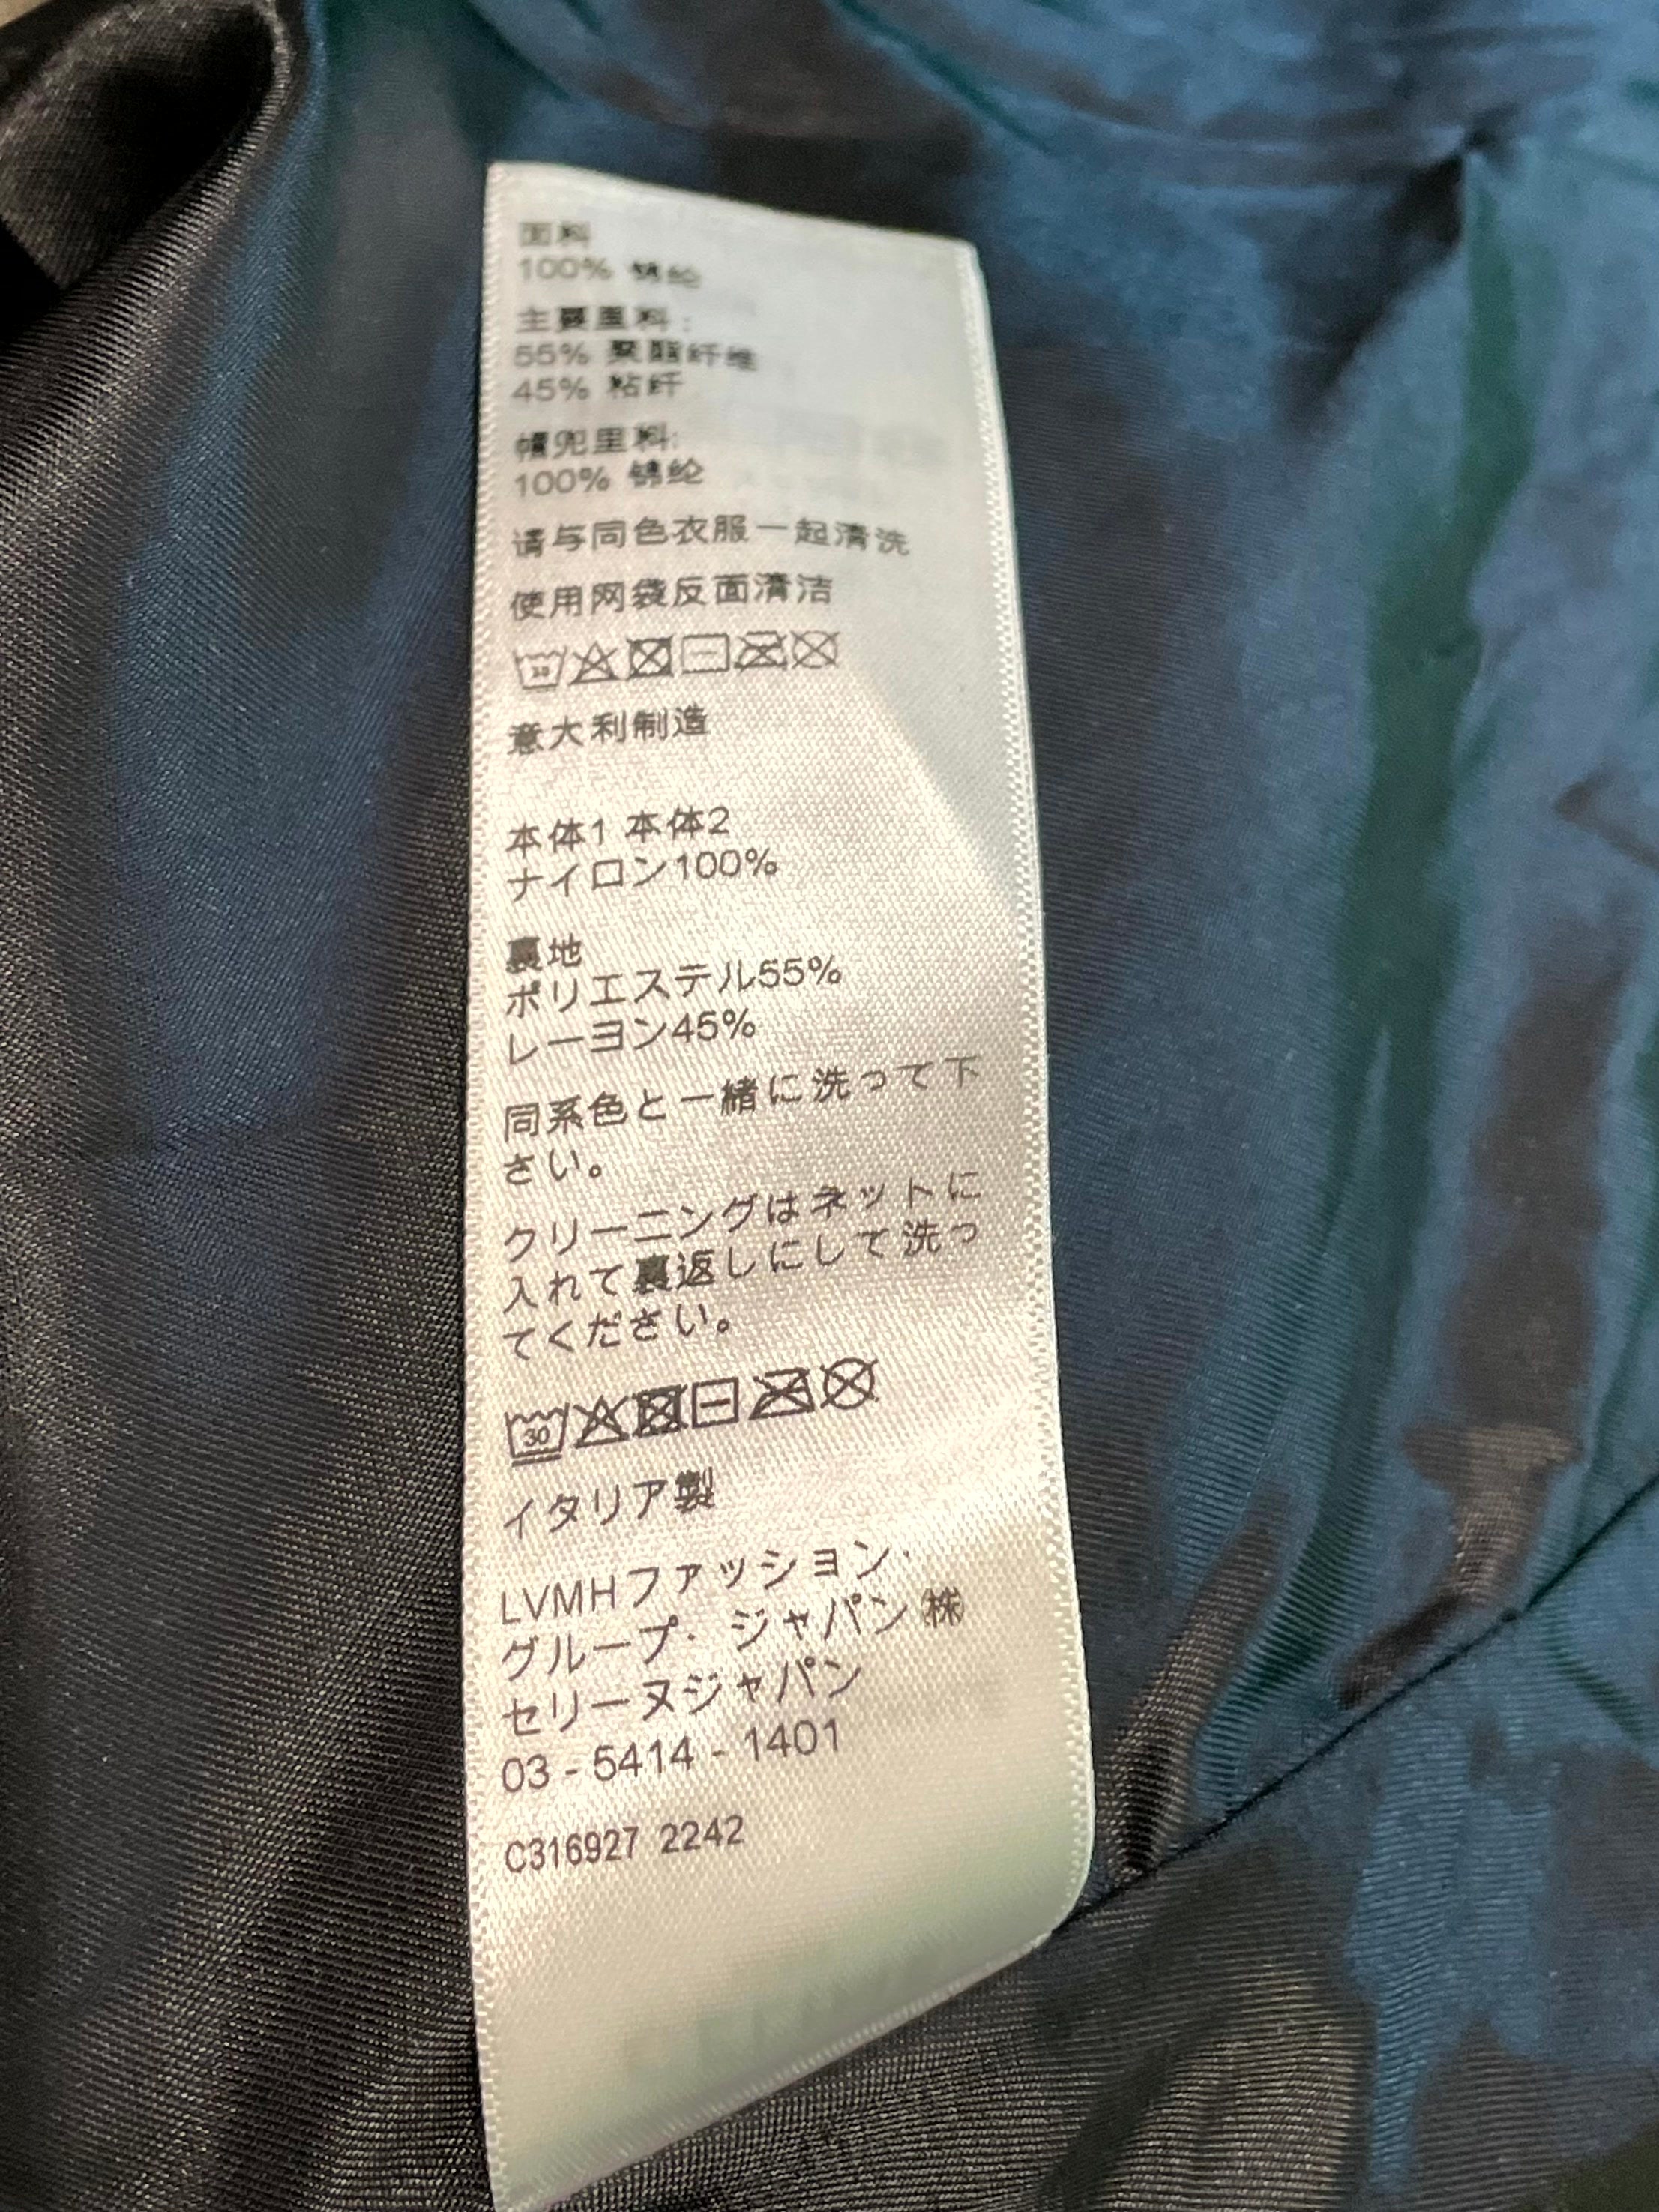 面料
100% 锦纶
主要里料:
55% 聚酯纤维
45% 粘纤
帽兜里料:
100% 锦纶
请与同色衣服一起清洗
使用网袋反面清洁
30
意大利制造
本体1 本体2
ナイロン100%
裏地
ポリエステル55%
レーヨン45%
同系色と一緒に洗って下
さい。
クリーニングはネットに
入れて裏返しにして洗っ
てください。
30
イタリア製
LVMHファッション·
グループ· ジャパン㈱
セリーヌジャパン
03 - 5414 - 1401
C316927 2242